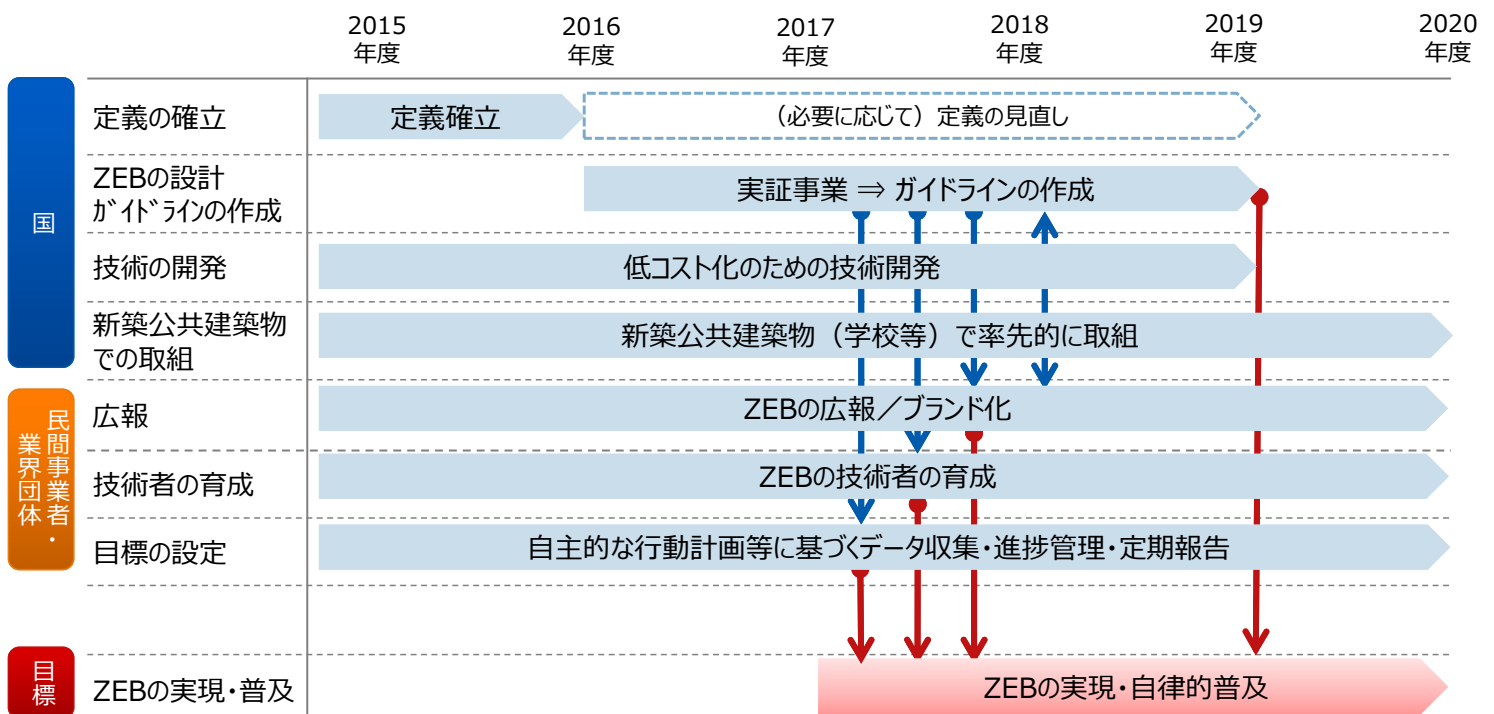 2015
年度
2016
年度
2017
年度
2018
年度
2019
年度
2020
年度
国
定義の確立
定義確立
（必要に応じて）定義の見直し
ZEBの設計
ｶﾞｲﾄﾞﾗｲﾝの作成
実証事業 ⇒ ガイドラインの作成
技術の開発
低コスト化のための技術開発
新築公共建築物
での取組
新築公共建築物（学校等）で率先的に取組
民間事業者・
業界団体
広報
ZEBの広報／ブランド化
技術者の育成
ZEBの技術者の育成
目標の設定
自主的な行動計画等に基づくデータ収集・進捗管理・定期報告
目標
ZEBの実現・普及
ZEBの実現・自律的普及